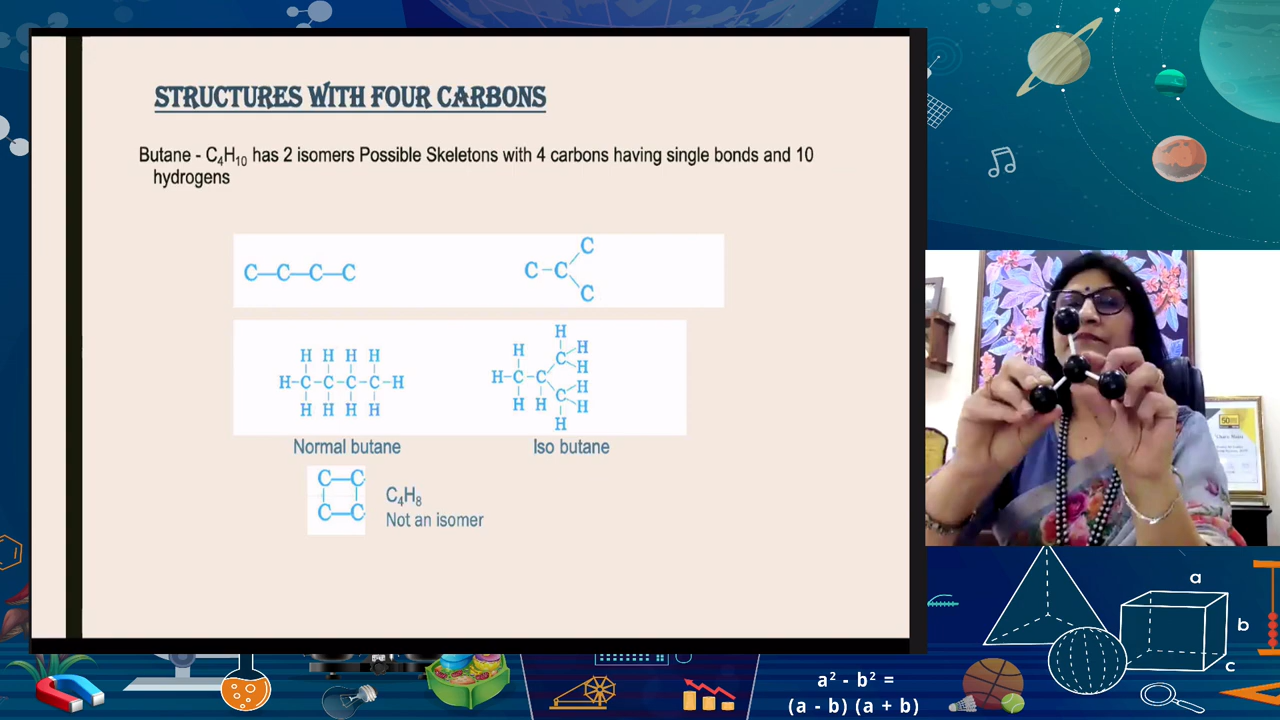 STRUCTURES WITH FOUR CARBONS
Butane - C₄H₁₀ has 2 isomers Possible Skeletons with 4 carbons having single bonds and 10
hydrogens
C–C–C–C
C
C–C
C
H H H H
H–C–C–C–C–H
H H H H
H
H H
C H
H–C–C H
H H C H
H
Normal butane
Iso butane
C–C
C–C
C₄H₈
Not an isomer
a
b
c
a² - b² =
(a - b) (a + b)
50